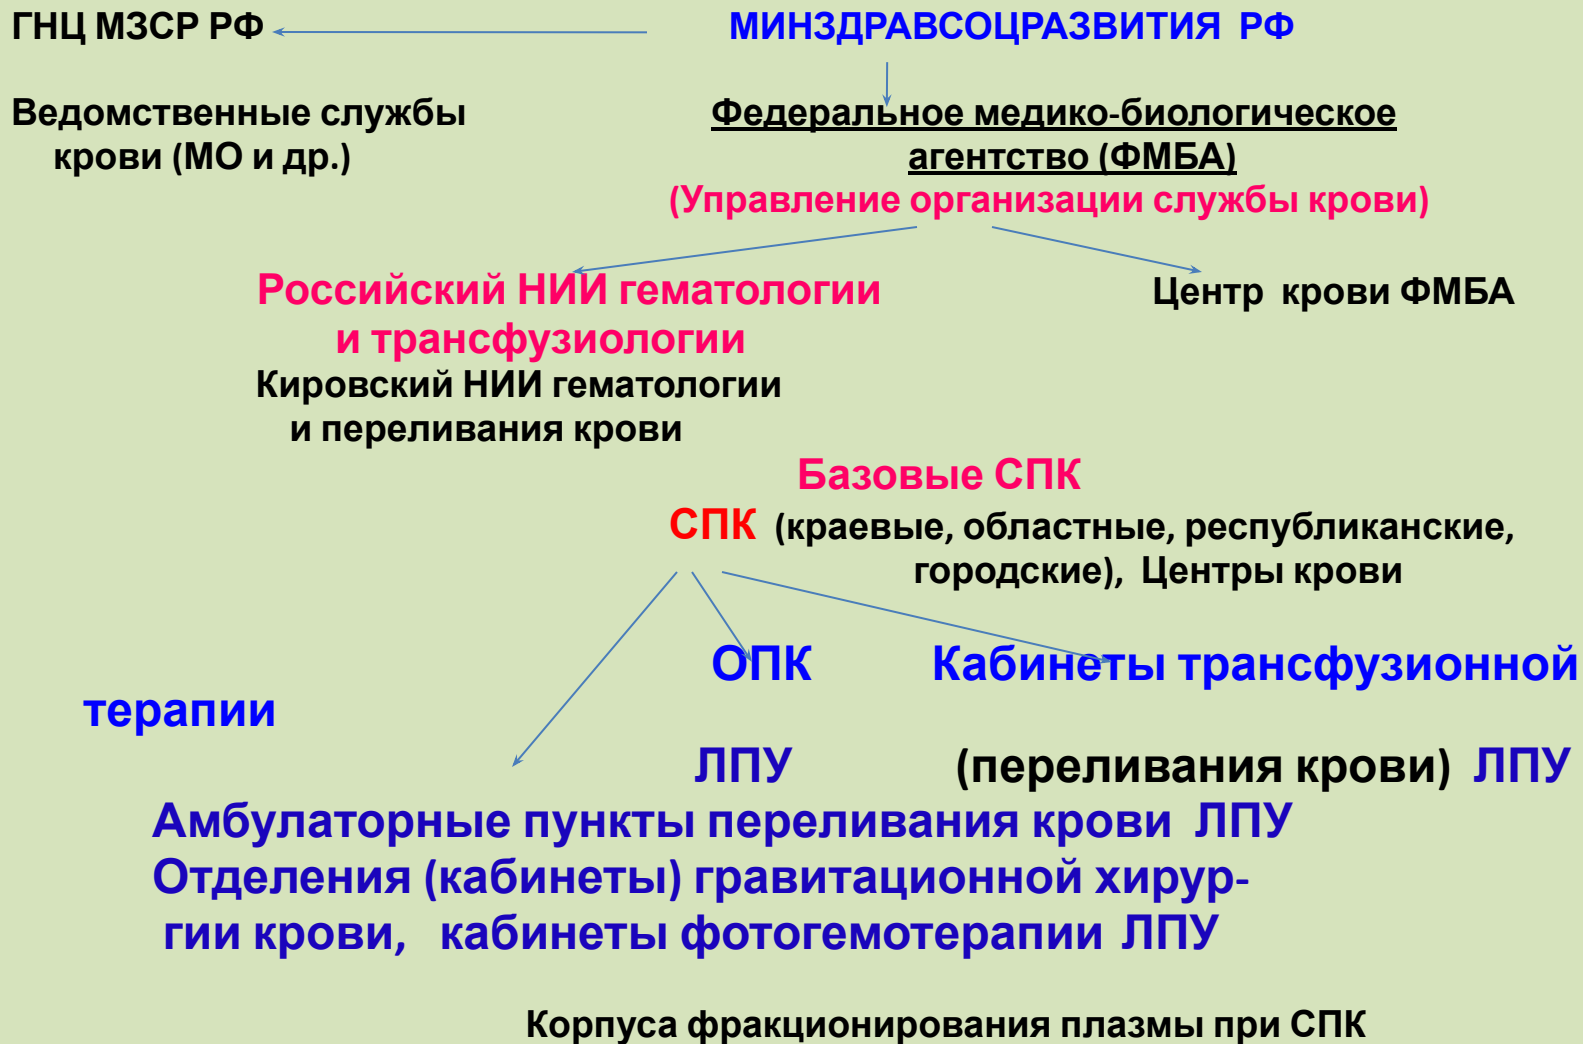 ГНЦ МЗСР РФ МИНЗДРАВСОЦРАЗВИТИЯ РФ
Ведомственные службы Федеральное медико-биологическое
крови (МО и др.) агентство (ФМБА)
(Управление организации службы крови)
Российский НИИ гематологии Центр крови ФМБА
и трансфузиологии
Кировский НИИ гематологии
и переливания крови
Базовые СПК
СПК (краевые, областные, республиканские,
городские), Центры крови
ОПК Кабинеты трансфузионной
терапии
ЛПУ (переливания крови) ЛПУ
Амбулаторные пункты переливания крови ЛПУ
Отделения (кабинеты) гравитационной хирур-
гии крови, кабинеты фотогемотерапии ЛПУ
Корпуса фракционирования плазмы при СПК